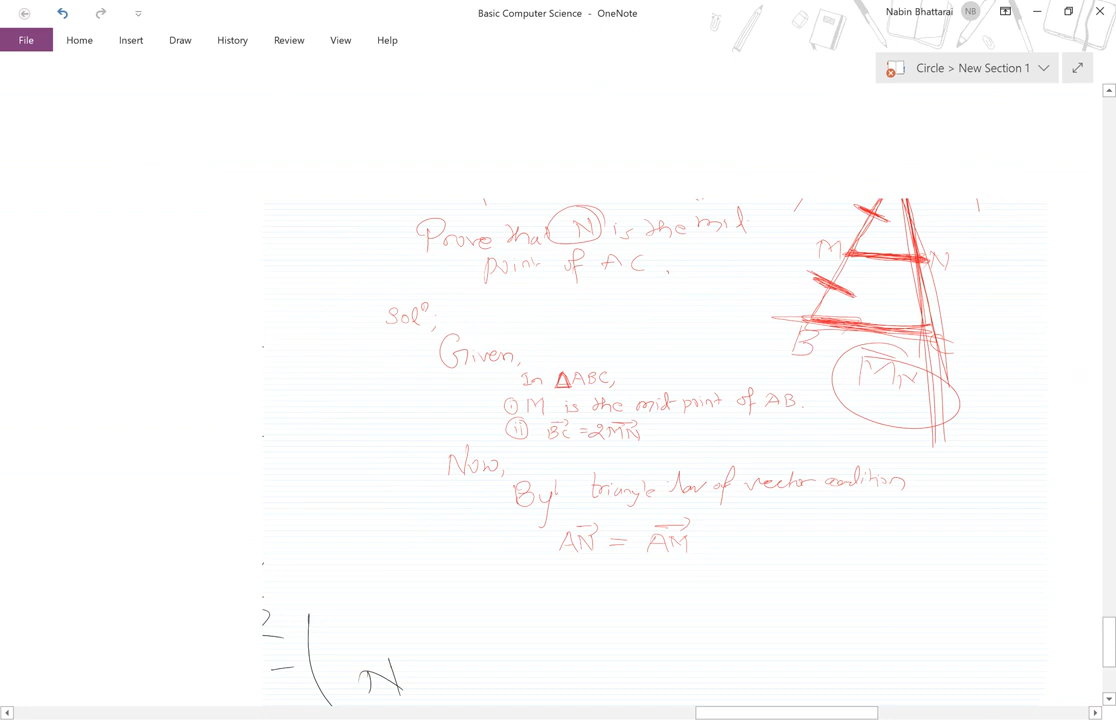 Basic Computer Science - OneNote
Nabin Bhattarai NB
File Home Insert Draw History Review View Help
Circle > New Section 1
Prove that N is the mid
point of AC.
M N
B C
MN
Solⁿ;
Given,
In ΔABC,
① M is the mid point of AB.
ⓘⓘ BC = 2MN
Now,
By triangle law of vector
AN = AM
N